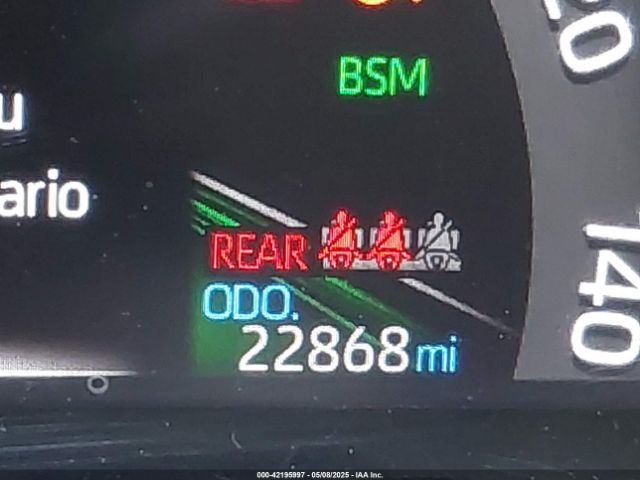 20
BSM
u
ario
REAR
ODO.
22868 mi
140
000-42195997 - 05/08/2025 - IAA Inc.